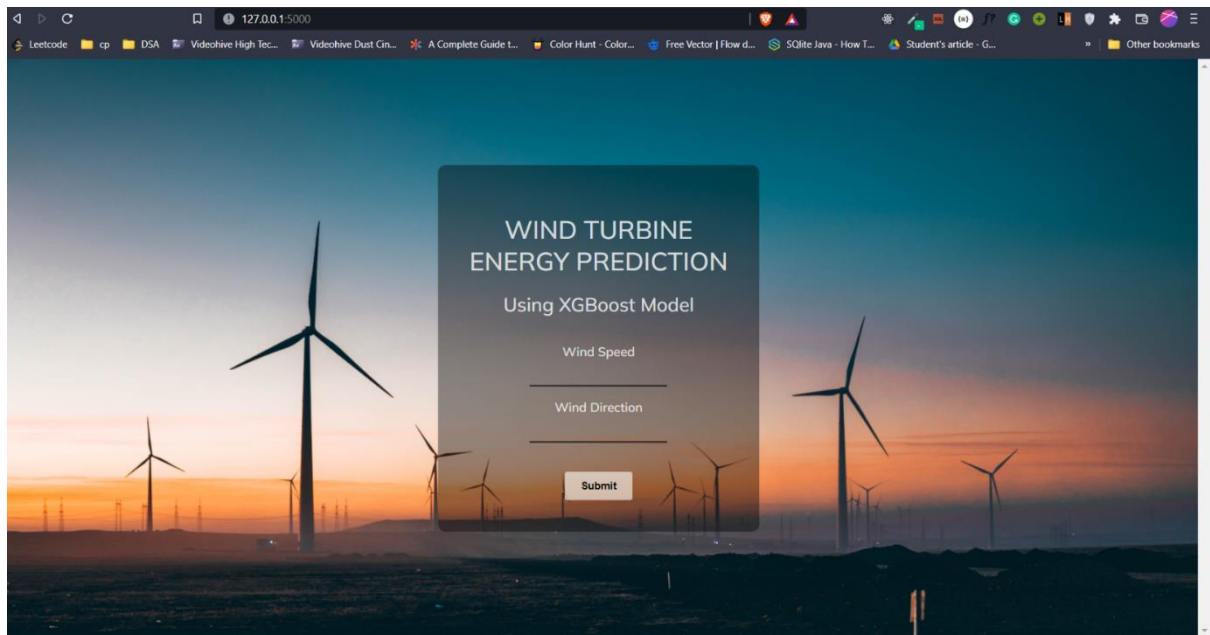 127.0.0.1:5000
Leetcode
cp
DSA
Videohive High Tec...
Videohive Dust Cin...
A Complete Guide t...
Color Hunt - Color...
Free Vector | Flow d...
SQlite Java - How T...
Student's article - G...
»
Other bookmarks
WIND TURBINE
ENERGY PREDICTION
Using XGBoost Model
Wind Speed
Wind Direction
Submit